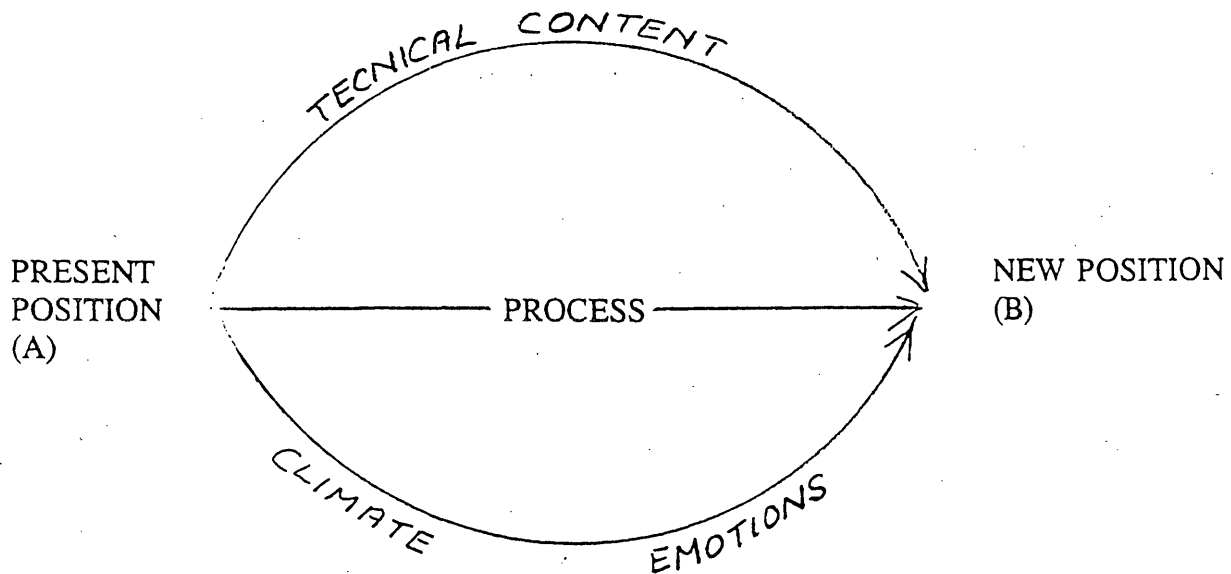 TECNICAL CONTENT
PRESENT
POSITION
(A)
PROCESS
NEW POSITION
(B)
CLIMATE EMOTIONS